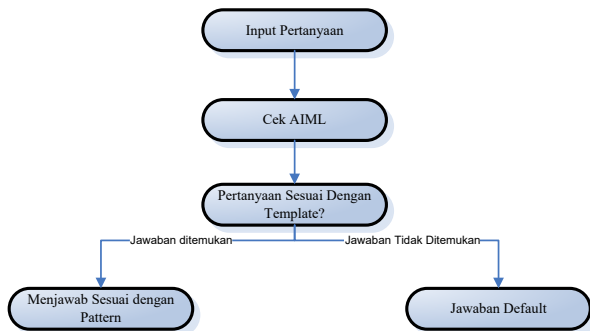 Input Pertanyaan
Cek AIML
Pertanyaan Sesuai Dengan
Template?
Jawaban ditemukan
Jawaban Tidak Ditemukan
Menjawab Sesuai dengan
Pattern
Jawaban Default